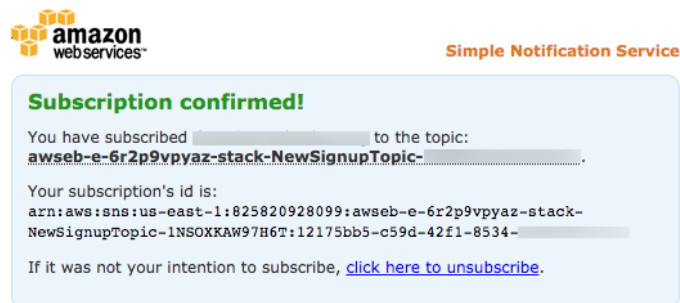 amazon
webservices™
Simple Notification Service
Subscription confirmed!
You have subscribed to the topic:
awseb-e-6r2p9vpyaz-stack-NewSignupTopic- .
Your subscription's id is:
arn:aws:sns:us-east-1:825820928099:awseb-e-6r2p9vpyaz-stack-
NewSignupTopic-1NSOXKAW97H6T:12175bb5-c59d-42f1-8534-
If it was not your intention to subscribe, click here to unsubscribe.